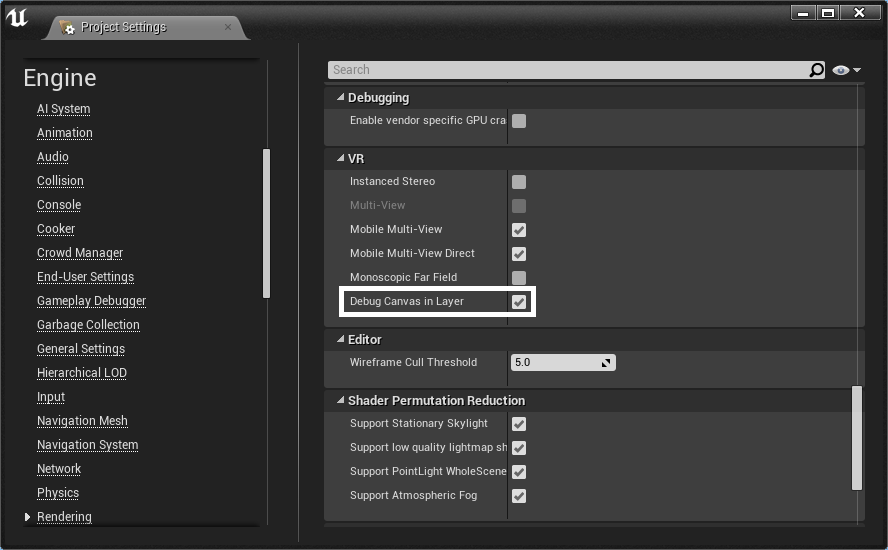 Project Settings
Engine
AI System
Animation
Audio
Collision
Console
Cooker
Crowd Manager
End-User Settings
Gameplay Debugger
Garbage Collection
General Settings
Hierarchical LOD
Input
Navigation Mesh
Navigation System
Network
Physics
Rendering
Search
Debugging
Enable vendor specific GPU cra
VR
Instanced Stereo
Multi-View
Mobile Multi-View
Mobile Multi-View Direct
Monoscopic Far Field
Debug Canvas in Layer
Editor
Wireframe Cull Threshold 5.0
Shader Permutation Reduction
Support Stationary Skylight
Support low quality lightmap sh
Support PointLight WholeScene
Support Atmospheric Fog